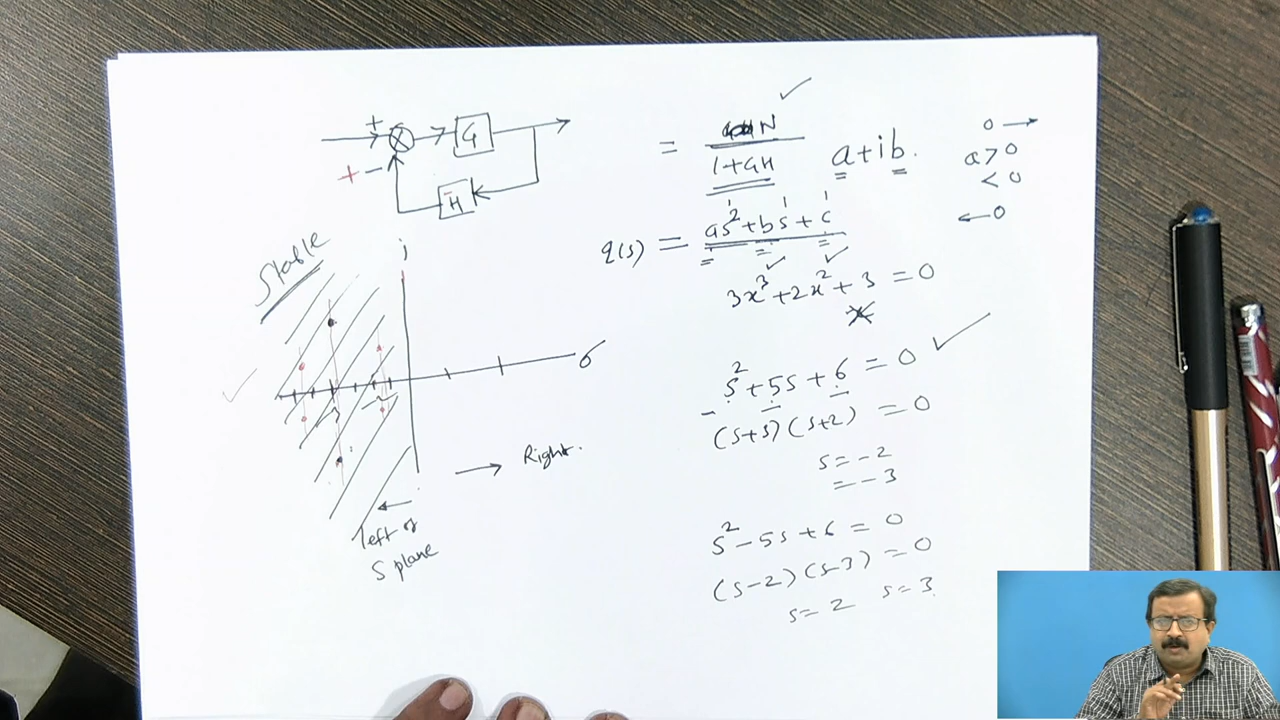 +
G
+ −
H
= N
1+GH
a+ib.
0 →
a>0
<0
←0
q(s) = as²+bs+c
3x³+2x²+3 = 0
Stable
j
σ
→ Right.
←
left of
S plane
s²+5s+6 = 0
(s+3)(s+2) = 0
s=-2
=-3
s²-5s+6=0
(s-2)(s-3)=0
s=2 s=3